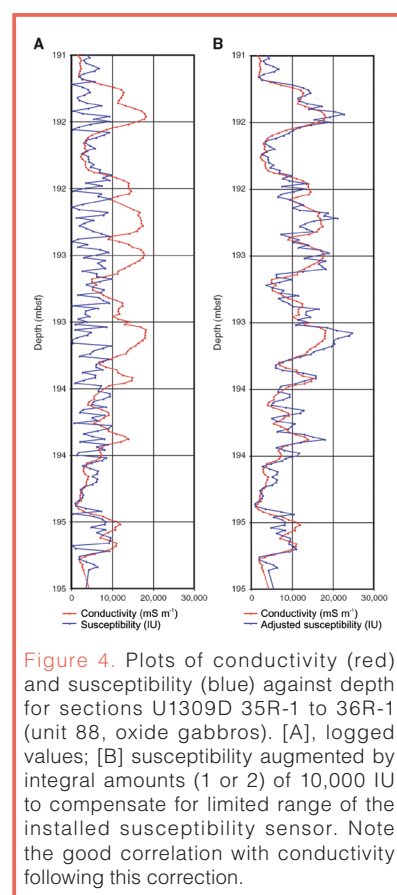 A
B
191
192
192
193
193
194
194
195
195
Depth (mbsf)
0 10,000 20,000 30,000
Conductivity (mS m⁻¹)
Susceptibility (IU)
191
192
192
193
193
194
194
195
195
Depth (mbsf)
0 10,000 20,000 30,000
Conductivity (mS m⁻¹)
Adjusted susceptibility (IU)
Figure 4. Plots of conductivity (red)
and susceptibility (blue) against depth
for sections U1309D 35R-1 to 36R-1
(unit 88, oxide gabbros). [A], logged
values; [B] susceptibility augmented by
integral amounts (1 or 2) of 10,000 IU
to compensate for limited range of the
installed susceptibility sensor. Note
the good correlation with conductivity
following this correction.